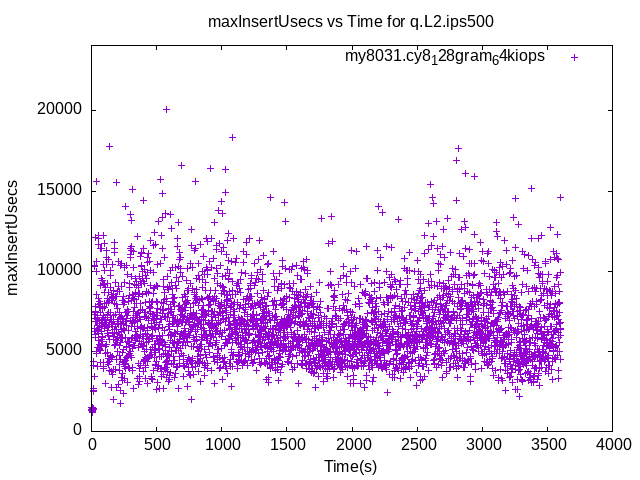 maxInsertUsecs vs Time for q.L2.ips500
my8031.cy8₁28gram₆4kiops
maxInsertUsecs
20000
15000
10000
5000
0
0 500 1000 1500 2000 2500 3000 3500 4000
Time(s)